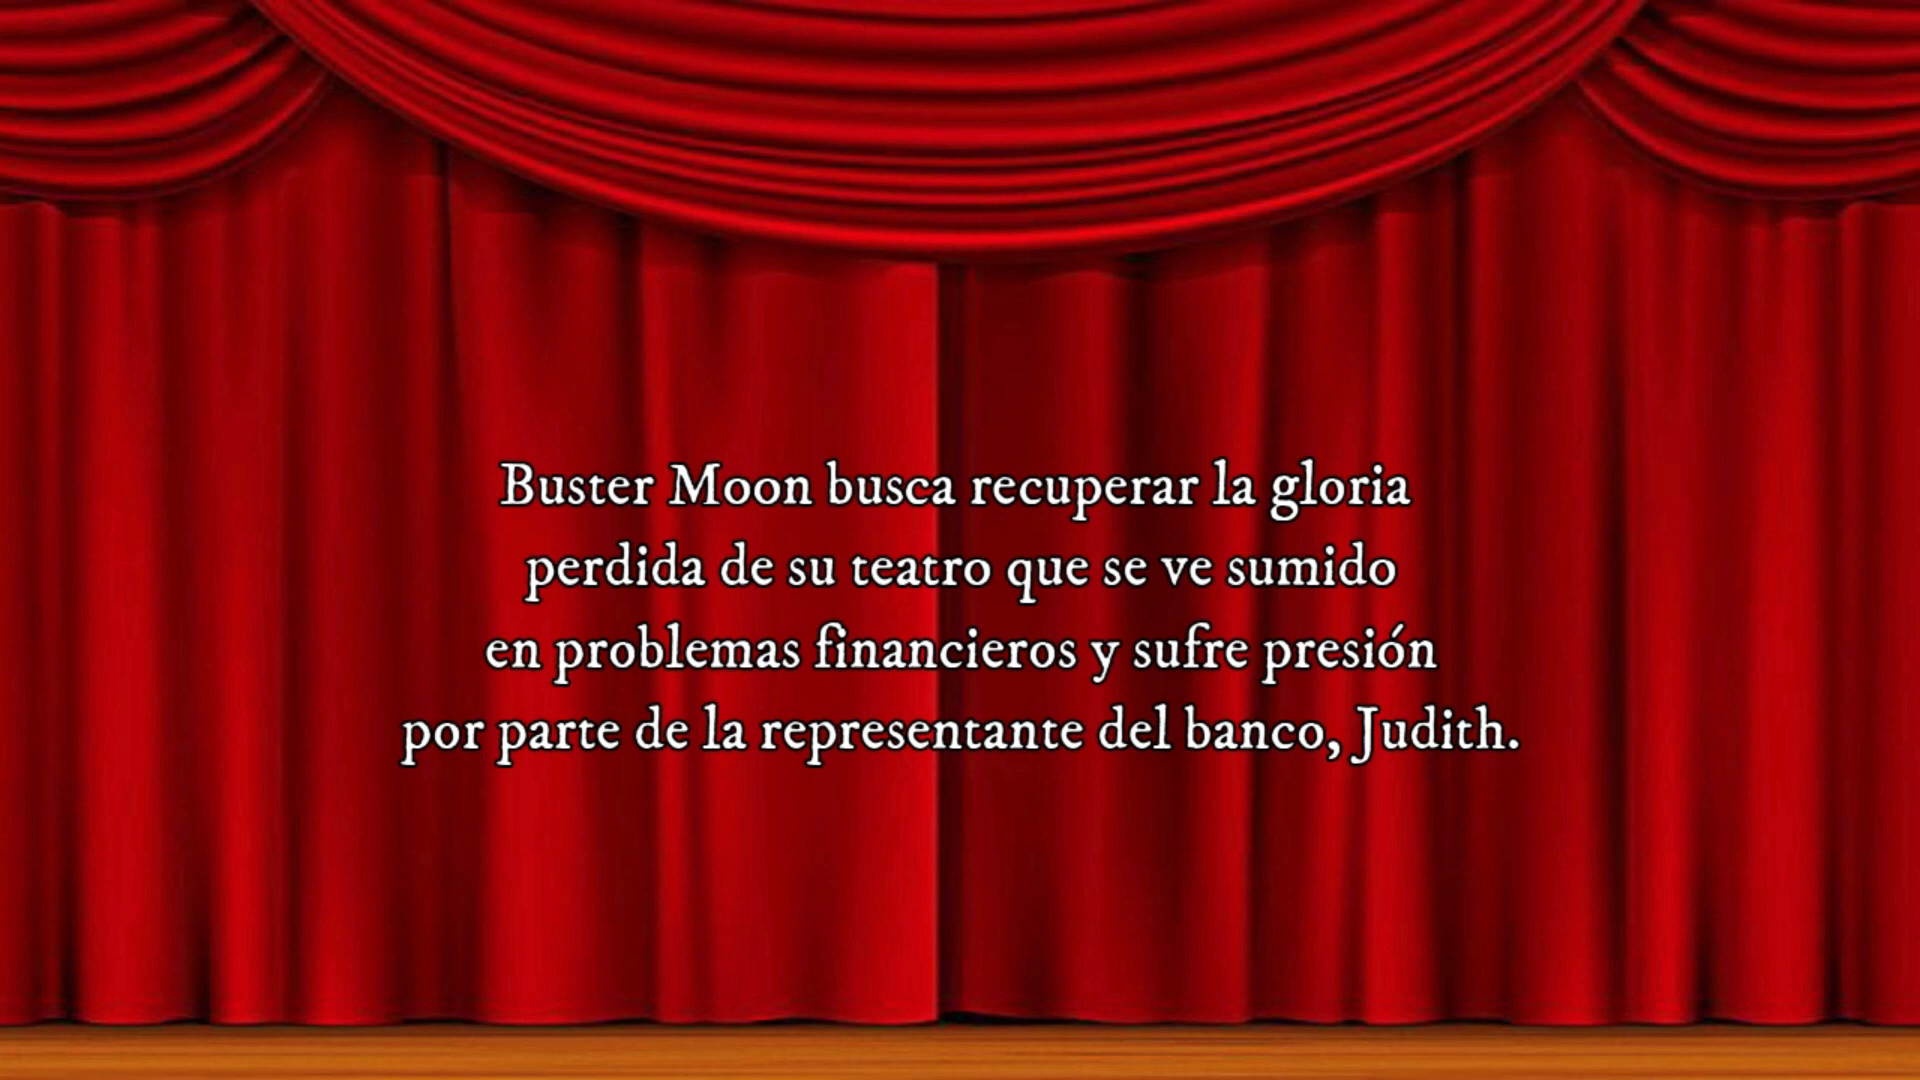 Buster Moon busca recuperar la gloria
perdida de su teatro que se ve sumido
en problemas financieros y sufre presión
por parte de la representante del banco, Judith.